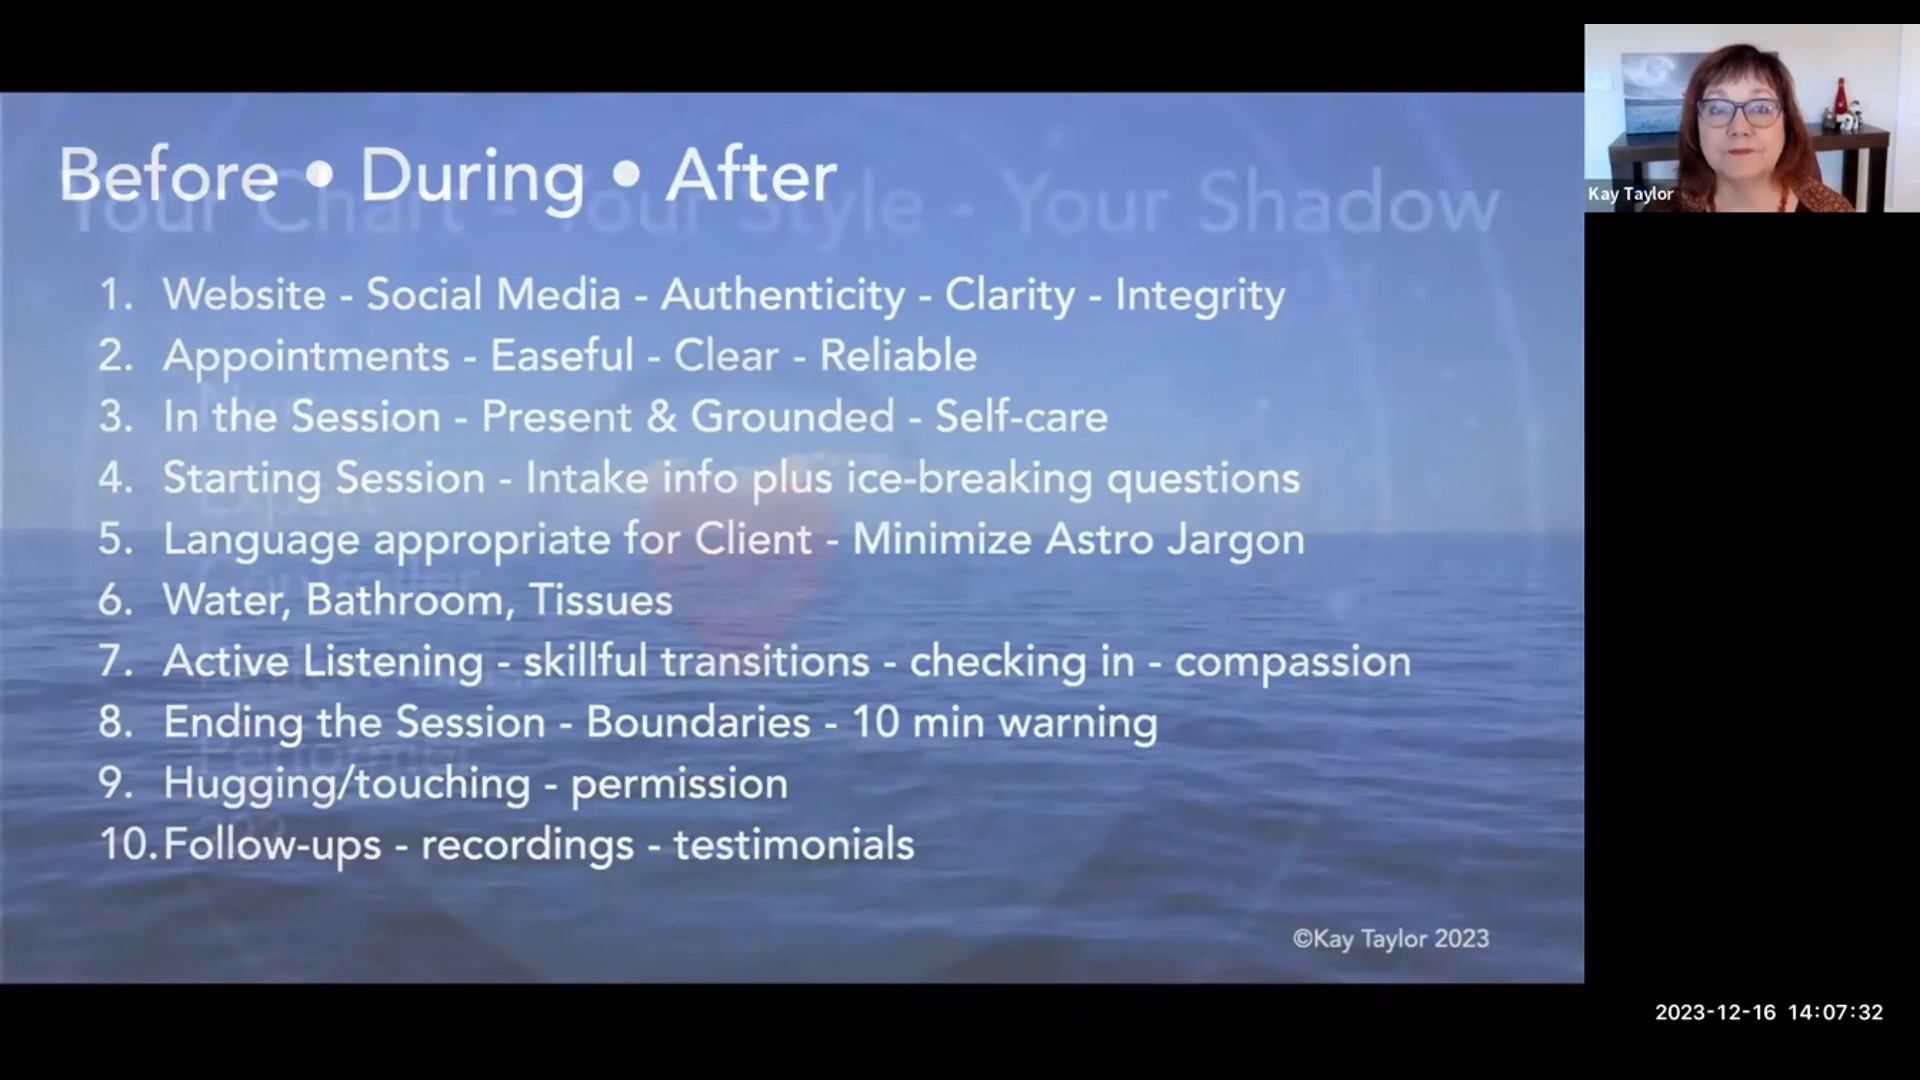 Before • During • After
Your Chart - Your Style - Your Shadow
1. Website - Social Media - Authenticity - Clarity - Integrity
2. Appointments - Easeful - Clear - Reliable
3. In the Session - Present & Grounded - Self-care
4. Starting Session - Intake info plus ice-breaking questions
Expert
5. Language appropriate for Client - Minimize Astro Jargon
Controller
6. Water, Bathroom, Tissues
7. Active Listening - skillful transitions - checking in - compassion
8. Ending the Session - Boundaries - 10 min warning
Performer
9. Hugging/touching - permission
10. Follow-ups - recordings - testimonials
©Kay Taylor 2023
Kay Taylor
2023-12-16 14:07:32